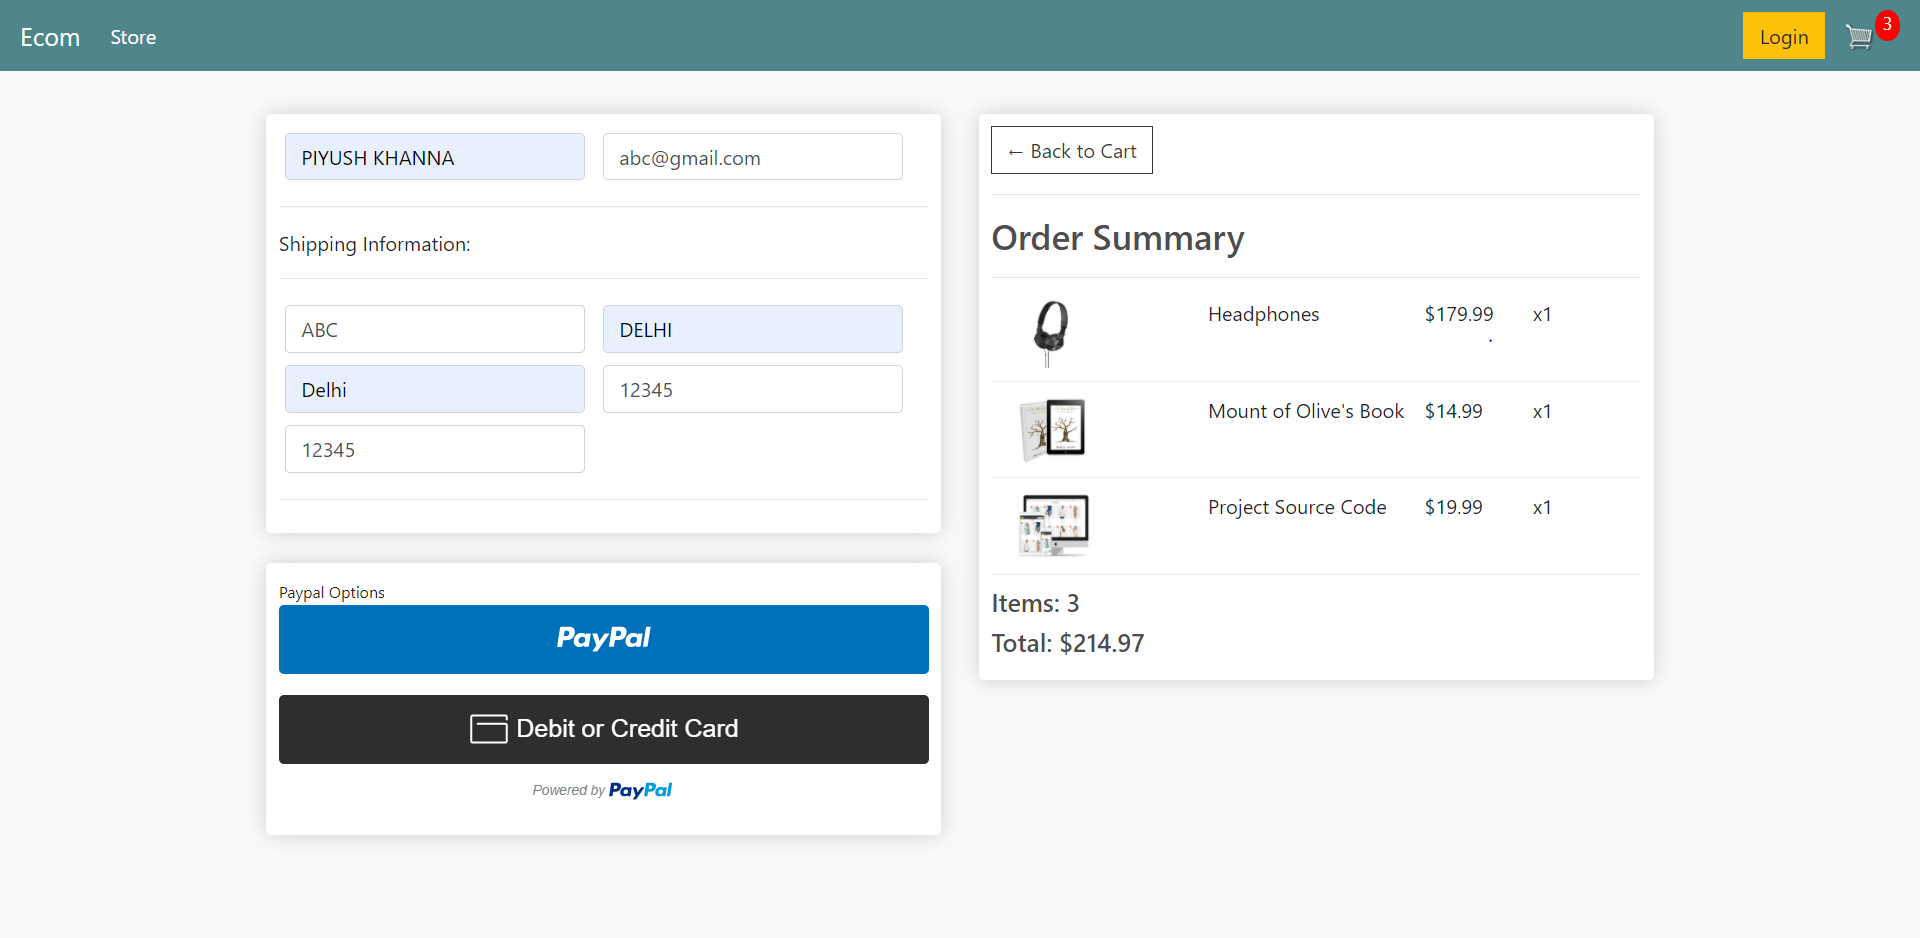 Ecom Store Login 3
PIYUSH KHANNA abc@gmail.com
Shipping Information:
ABC DELHI
Delhi 12345
12345
Paypal Options
PayPal
Debit or Credit Card
Powered by PayPal
← Back to Cart
Order Summary
Headphones $179.99 x1
Mount of Olive's Book $14.99 x1
Project Source Code $19.99 x1
Items: 3
Total: $214.97